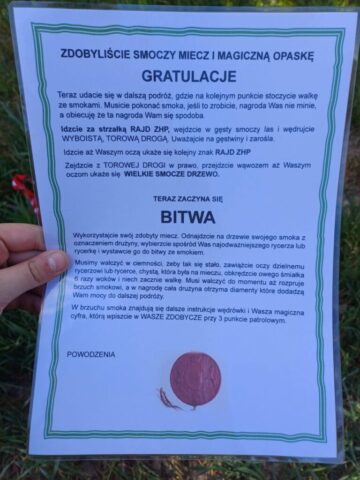 ZDOBYLIŚCIE SMOCZY MIECZ I MAGICZNĄ OPASKĘ
GRATULACJE
Teraz udacie się w dalszą podróż, gdzie na kolejnym punkcie stoczycie walkę
ze smokami. Musicie pokonać smoka, jeśli to zrobicie, nagroda Was nie minie,
a obiecuję że ta nagroda Wam się spodoba.
Idźcie za strzałką RAJD ZHP, wejdzcie w gęsty smoczy las i wędrujcie
WYBOISTĄ, TOROWĄ DROGĄ. Uważajcie na gęstwiny i zarośla.
Idźcie aż Waszym oczą ukaże się kolejny znak RAJD ZHP
Zejdzcie z TOROWEJ DROGI w prawo, przejdzcie wąwozem aż Waszym
oczom ukaże się WIELKIE SMOCZE DRZEWO.
TERAZ ZACZYNA SIĘ
BITWA
Wykorzystajcie swój zdobyty miecz. Odnajdzcie na drzewie swojego smoka z
oznaczeniem drużyny, wybierzcie spośród Was najodważniejszego rycerza lub
rycerkę i wystawcie go do bitwy ze smokiem.
Musimy walczyć w ciemności, żeby tak się stało, zawiążcie oczy dzielnemu
rycerzowi lub rycerce, chystą, która była na mieczu, obkręćcie owego śmiałka
6 razy wokół i niech zacznie walkę. Musi walczyć do momentu aż rozpruje
brzuch smokowi, a w nagrodę cała drużyna otrzyma diamenty które dodadzą
Wam mocy do dalszej podróży.
W brzuchu smoka znajdują się dalsze instrukcje wędrówki i Wasza magiczna
cyfra, którą wpiszcie w WASZE ZDOBYCZE przy 3 punkcie patrolowym.
POWODZENIA